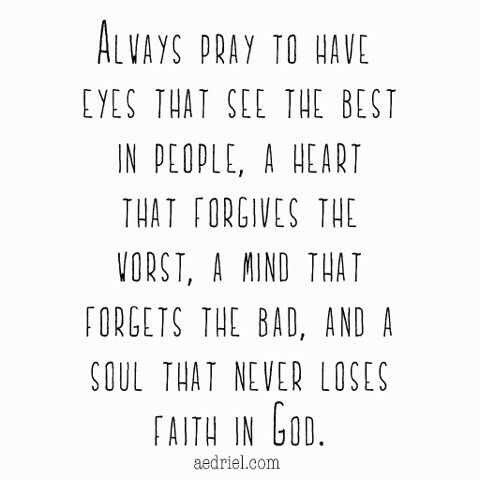 Always pray to have
eyes that see the best
in people, a heart
that forgives the
worst, a mind that
forgets the bad, and a
soul that never loses
faith in God.
aedriel.com